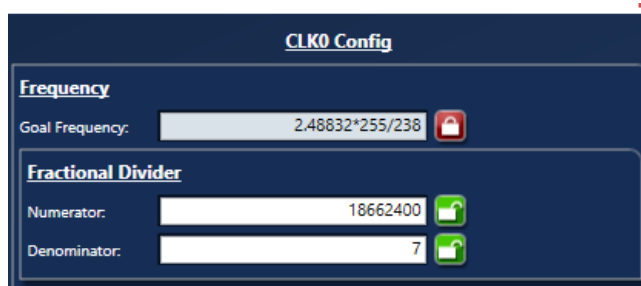 CLK0 Config
Frequency
Goal Frequency: 2.48832*255/238
Fractional Divider
Numerator: 18662400
Denominator: 7